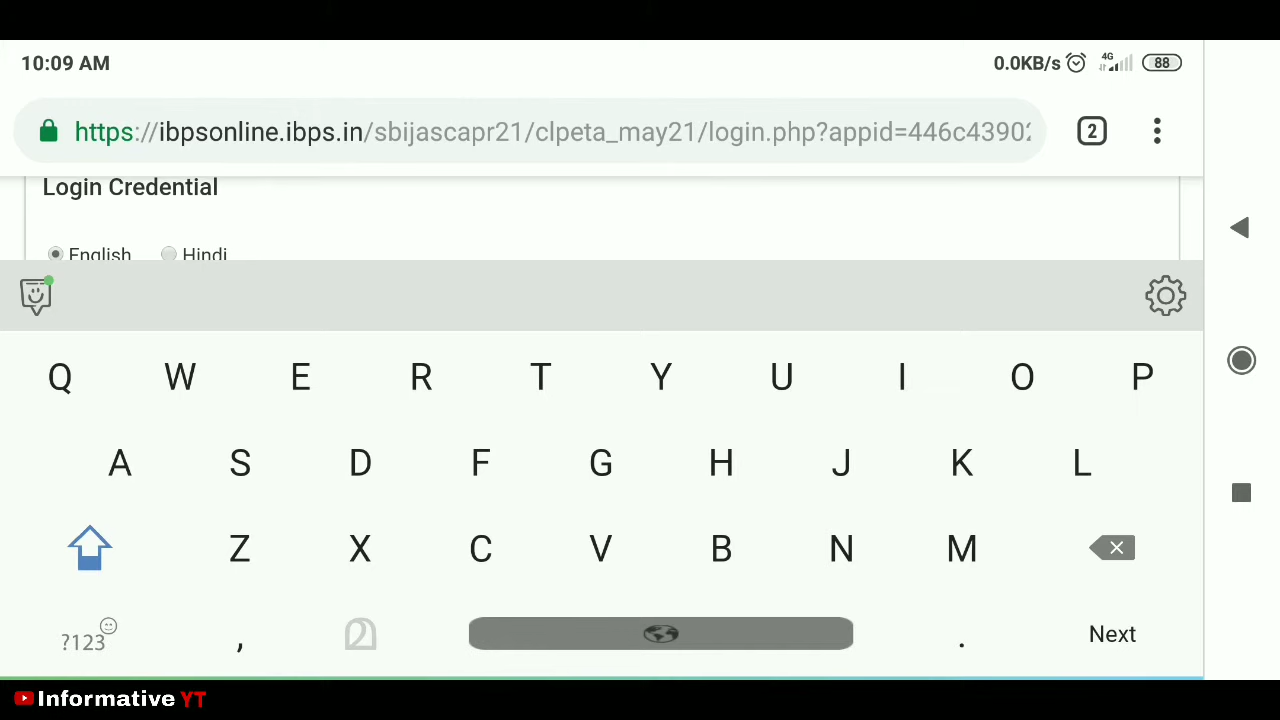 10:09 AM
0.0KB/s 4G 88
https://ibpsonline.ibps.in/sbijascapr21/clpeta_may21/login.php?appid=446c43902
2
Login Credential
English Hindi
Q W E R T Y U I O P
A S D F G H J K L
Z X C V B N M
?123 , മ . Next
Informative YT